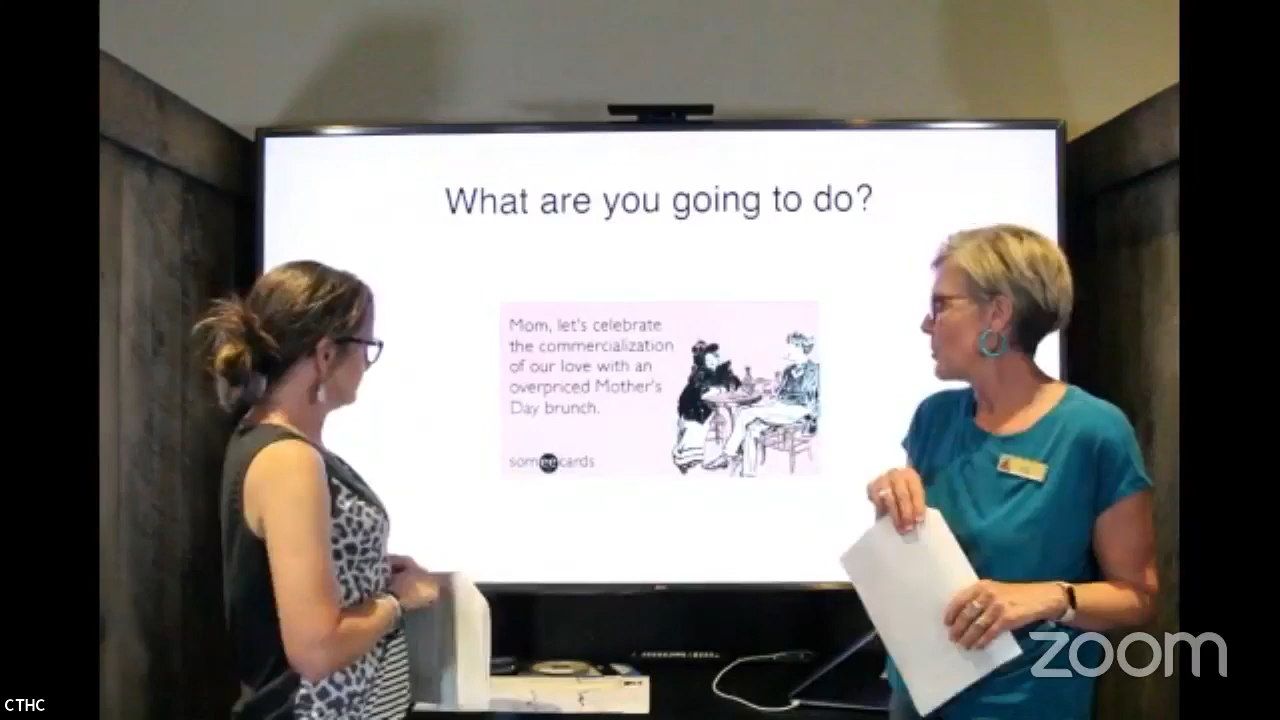 What are you going to do?
Mom, let's celebrate
the commercialization
of our love with an
overpriced Mother's
Day brunch.
someecards
zoom
CTHC